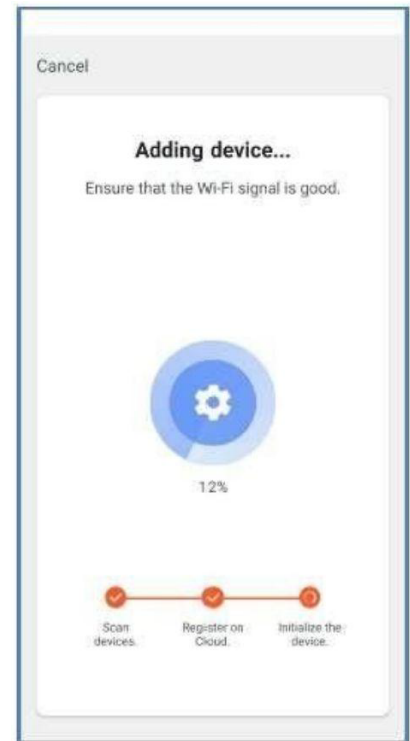 Cancel
Adding device...
Ensure that the Wi-Fi signal is good.
12%
Scan
devices.
Register on
Cloud.
Initialize the
device.